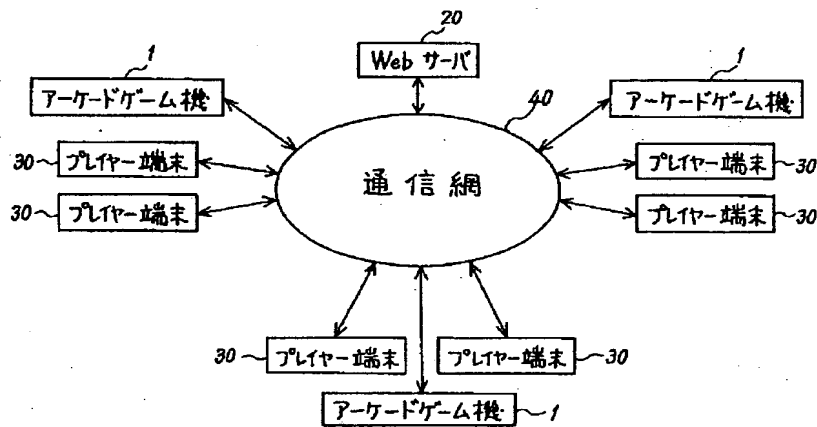 20
Web サーバ
1
アーケードゲーム機
1
アーケードゲーム機
40
30 プレイヤー端末
プレイヤー端末 30
通信網
30 プレイヤー端末
プレイヤー端末 30
30 プレイヤー端末
プレイヤー端末 30
アーケードゲーム機 1